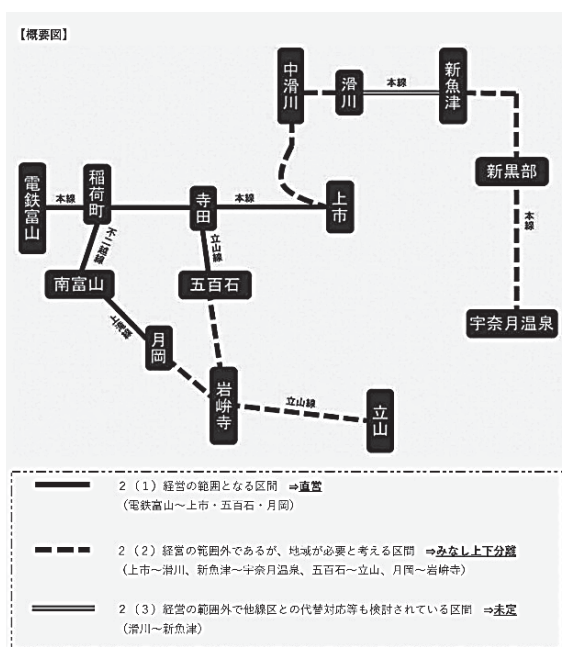 【概要図】
中滑川
滑川
本線
新魚津
新黒部
本線
宇奈月温泉
電鉄富山
本線
稲荷町
寺田
本線
上市
不二越線
立山線
南富山
五百石
上滝線
月岡
岩峅寺
立山線
立山
2(1)経営の範囲となる区間 ⇒直営
(電鉄富山~上市・五百石・月岡)
2(2)経営の範囲外であるが、地域が必要と考える区間 ⇒みなし上下分離
(上市~滑川、新魚津~宇奈月温泉、五百石~立山、月岡~岩峅寺)
2(3)経営の範囲外で他線区との代替対応等も検討されている区間 ⇒未定
(滑川~新魚津)